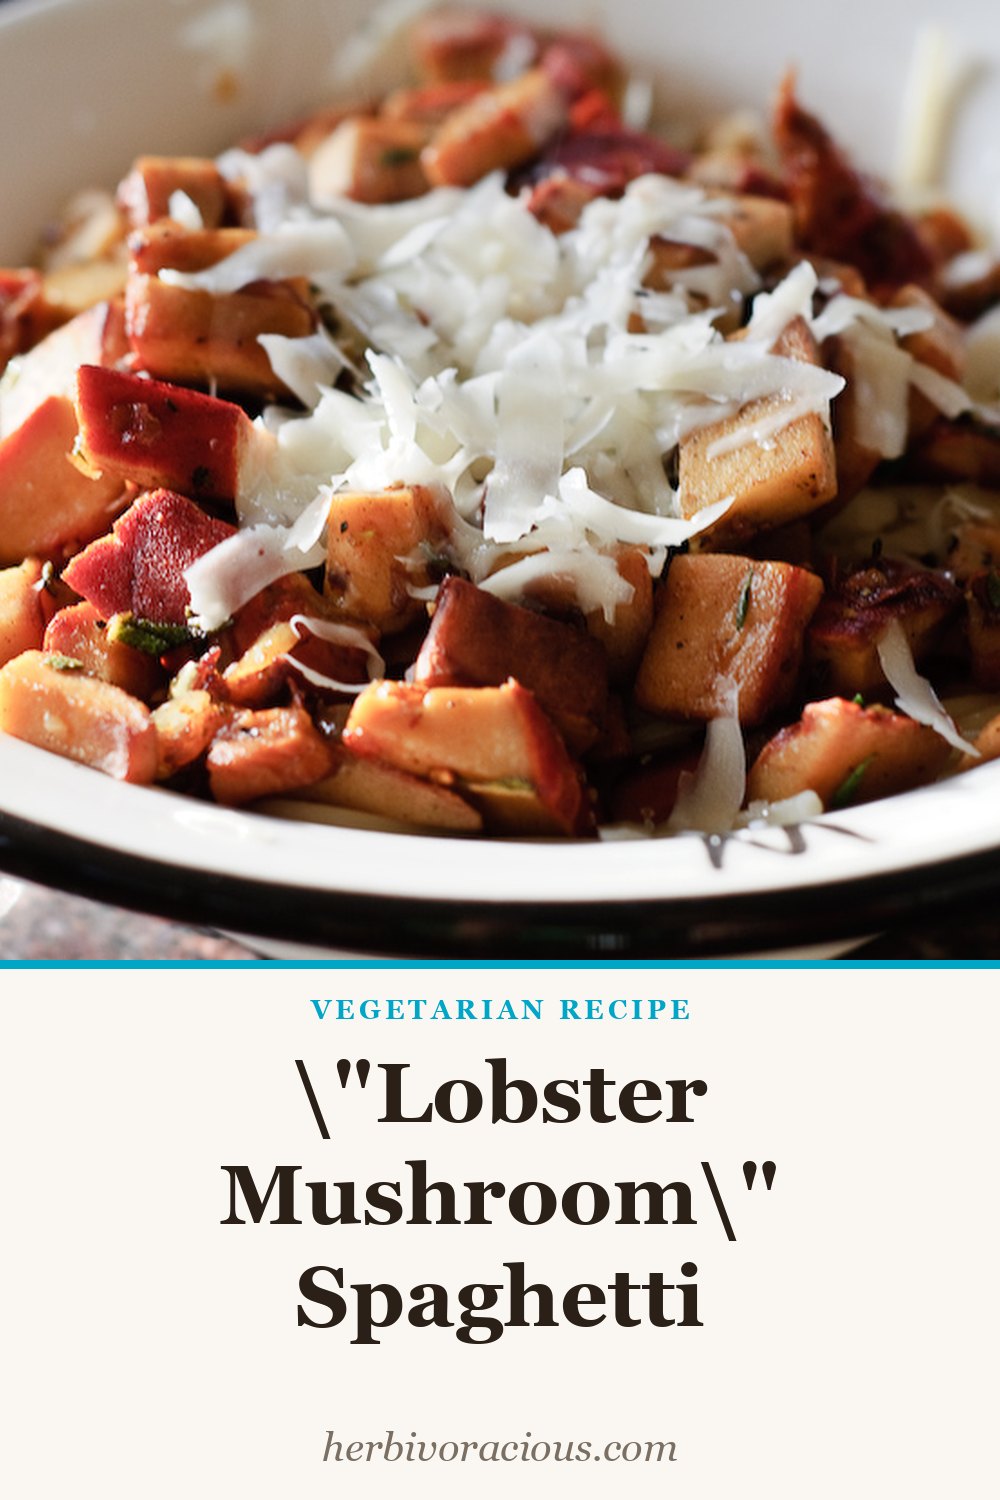 VEGETARIAN RECIPE
\"Lobster
Mushroom\"
Spaghetti
herbivoracious.com